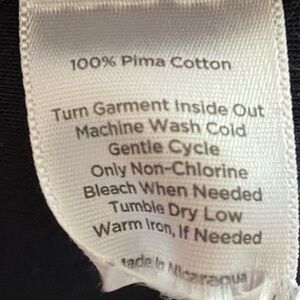 100% Pima Cotton
Turn Garment Inside Out
Machine Wash Cold
Gentle Cycle
Only Non-Chlorine
Bleach When Needed
Tumble Dry Low
Warm Iron, If Needed
Made In Nicaragua